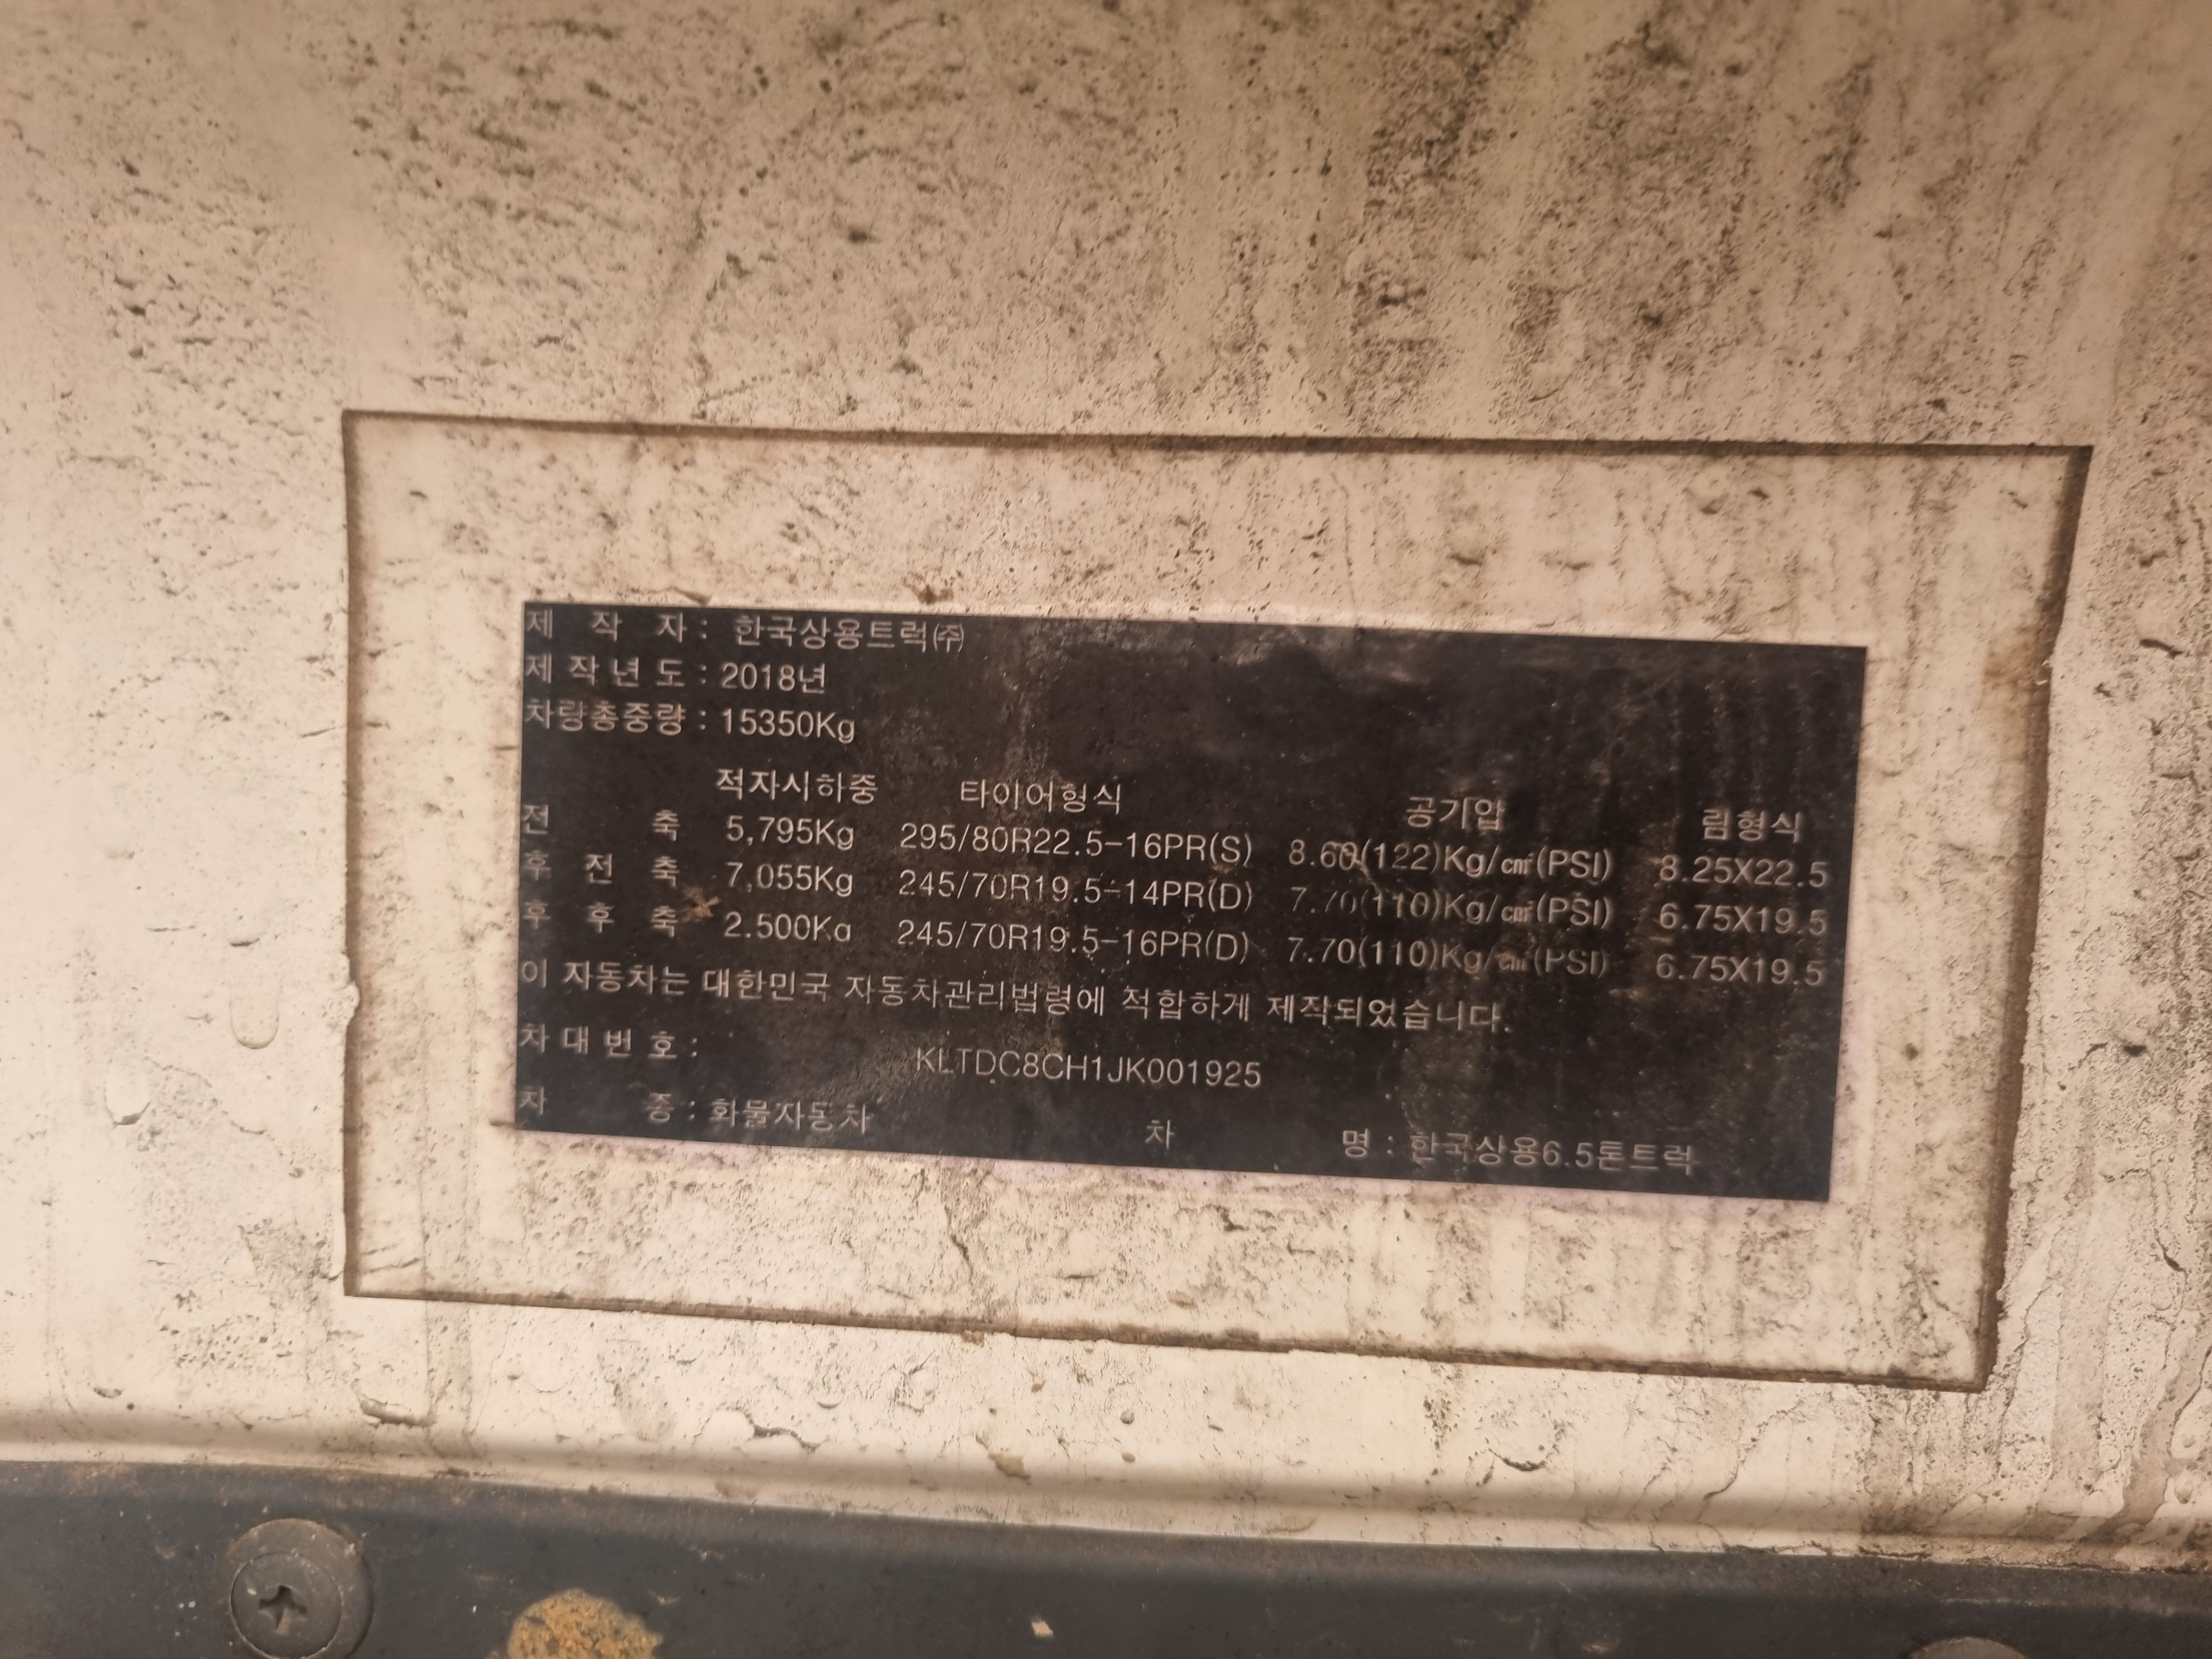 제 작 자 : 한국상용트럭㈜
제 작 년 도 : 2018년
차량총중량 : 15350Kg
적차시하중 타이어형식 공기압 림형식
전 축 5,795Kg 295/80R22.5-16PR(S) 8.60(122)Kg/㎠(PSI) 8.25X22.5
후 전 축 7,055Kg 245/70R19.5-14PR(D) 7.70(110)Kg/㎠(PSI) 6.75X19.5
후 후 축 2.500Kg 245/70R19.5-16PR(D) 7.70(110)Kg/㎠(PSI) 6.75X19.5
이 자동차는 대한민국 자동차관리법령에 적합하게 제작되었습니다.
차 대 번 호 : KLTDC8CH1JK001925
차 종 : 화물자동차 차 명 : 한국상용6.5톤트럭